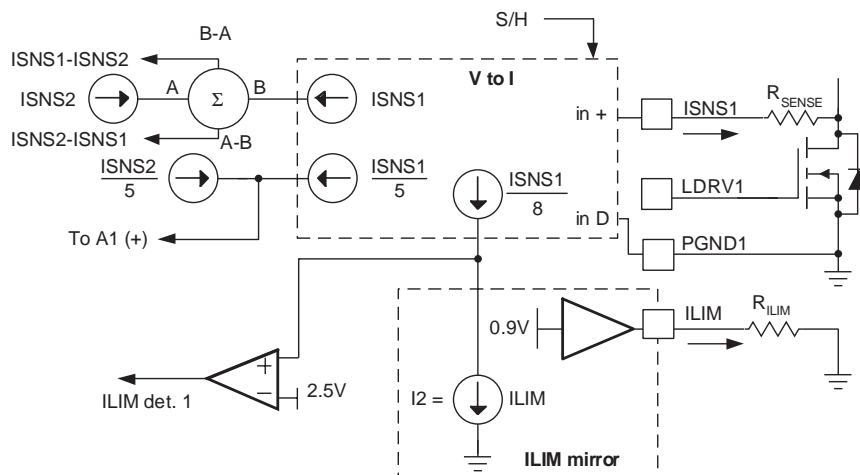 S/H
B-A
ISNS1-ISNS2
V to I
A
B
Σ
ISNS2
ISNS1
in +
ISNS1
RSENSE
ISNS2-ISNS1
A-B
ISNS2
5
ISNS1
5
ISNS1
8
LDRV1
in D
PGND1
To A1 (+)
0.9V
ILIM
RILIM
+
−
2.5V
ILIM det. 1
I2 =
ILIM
ILIM mirror